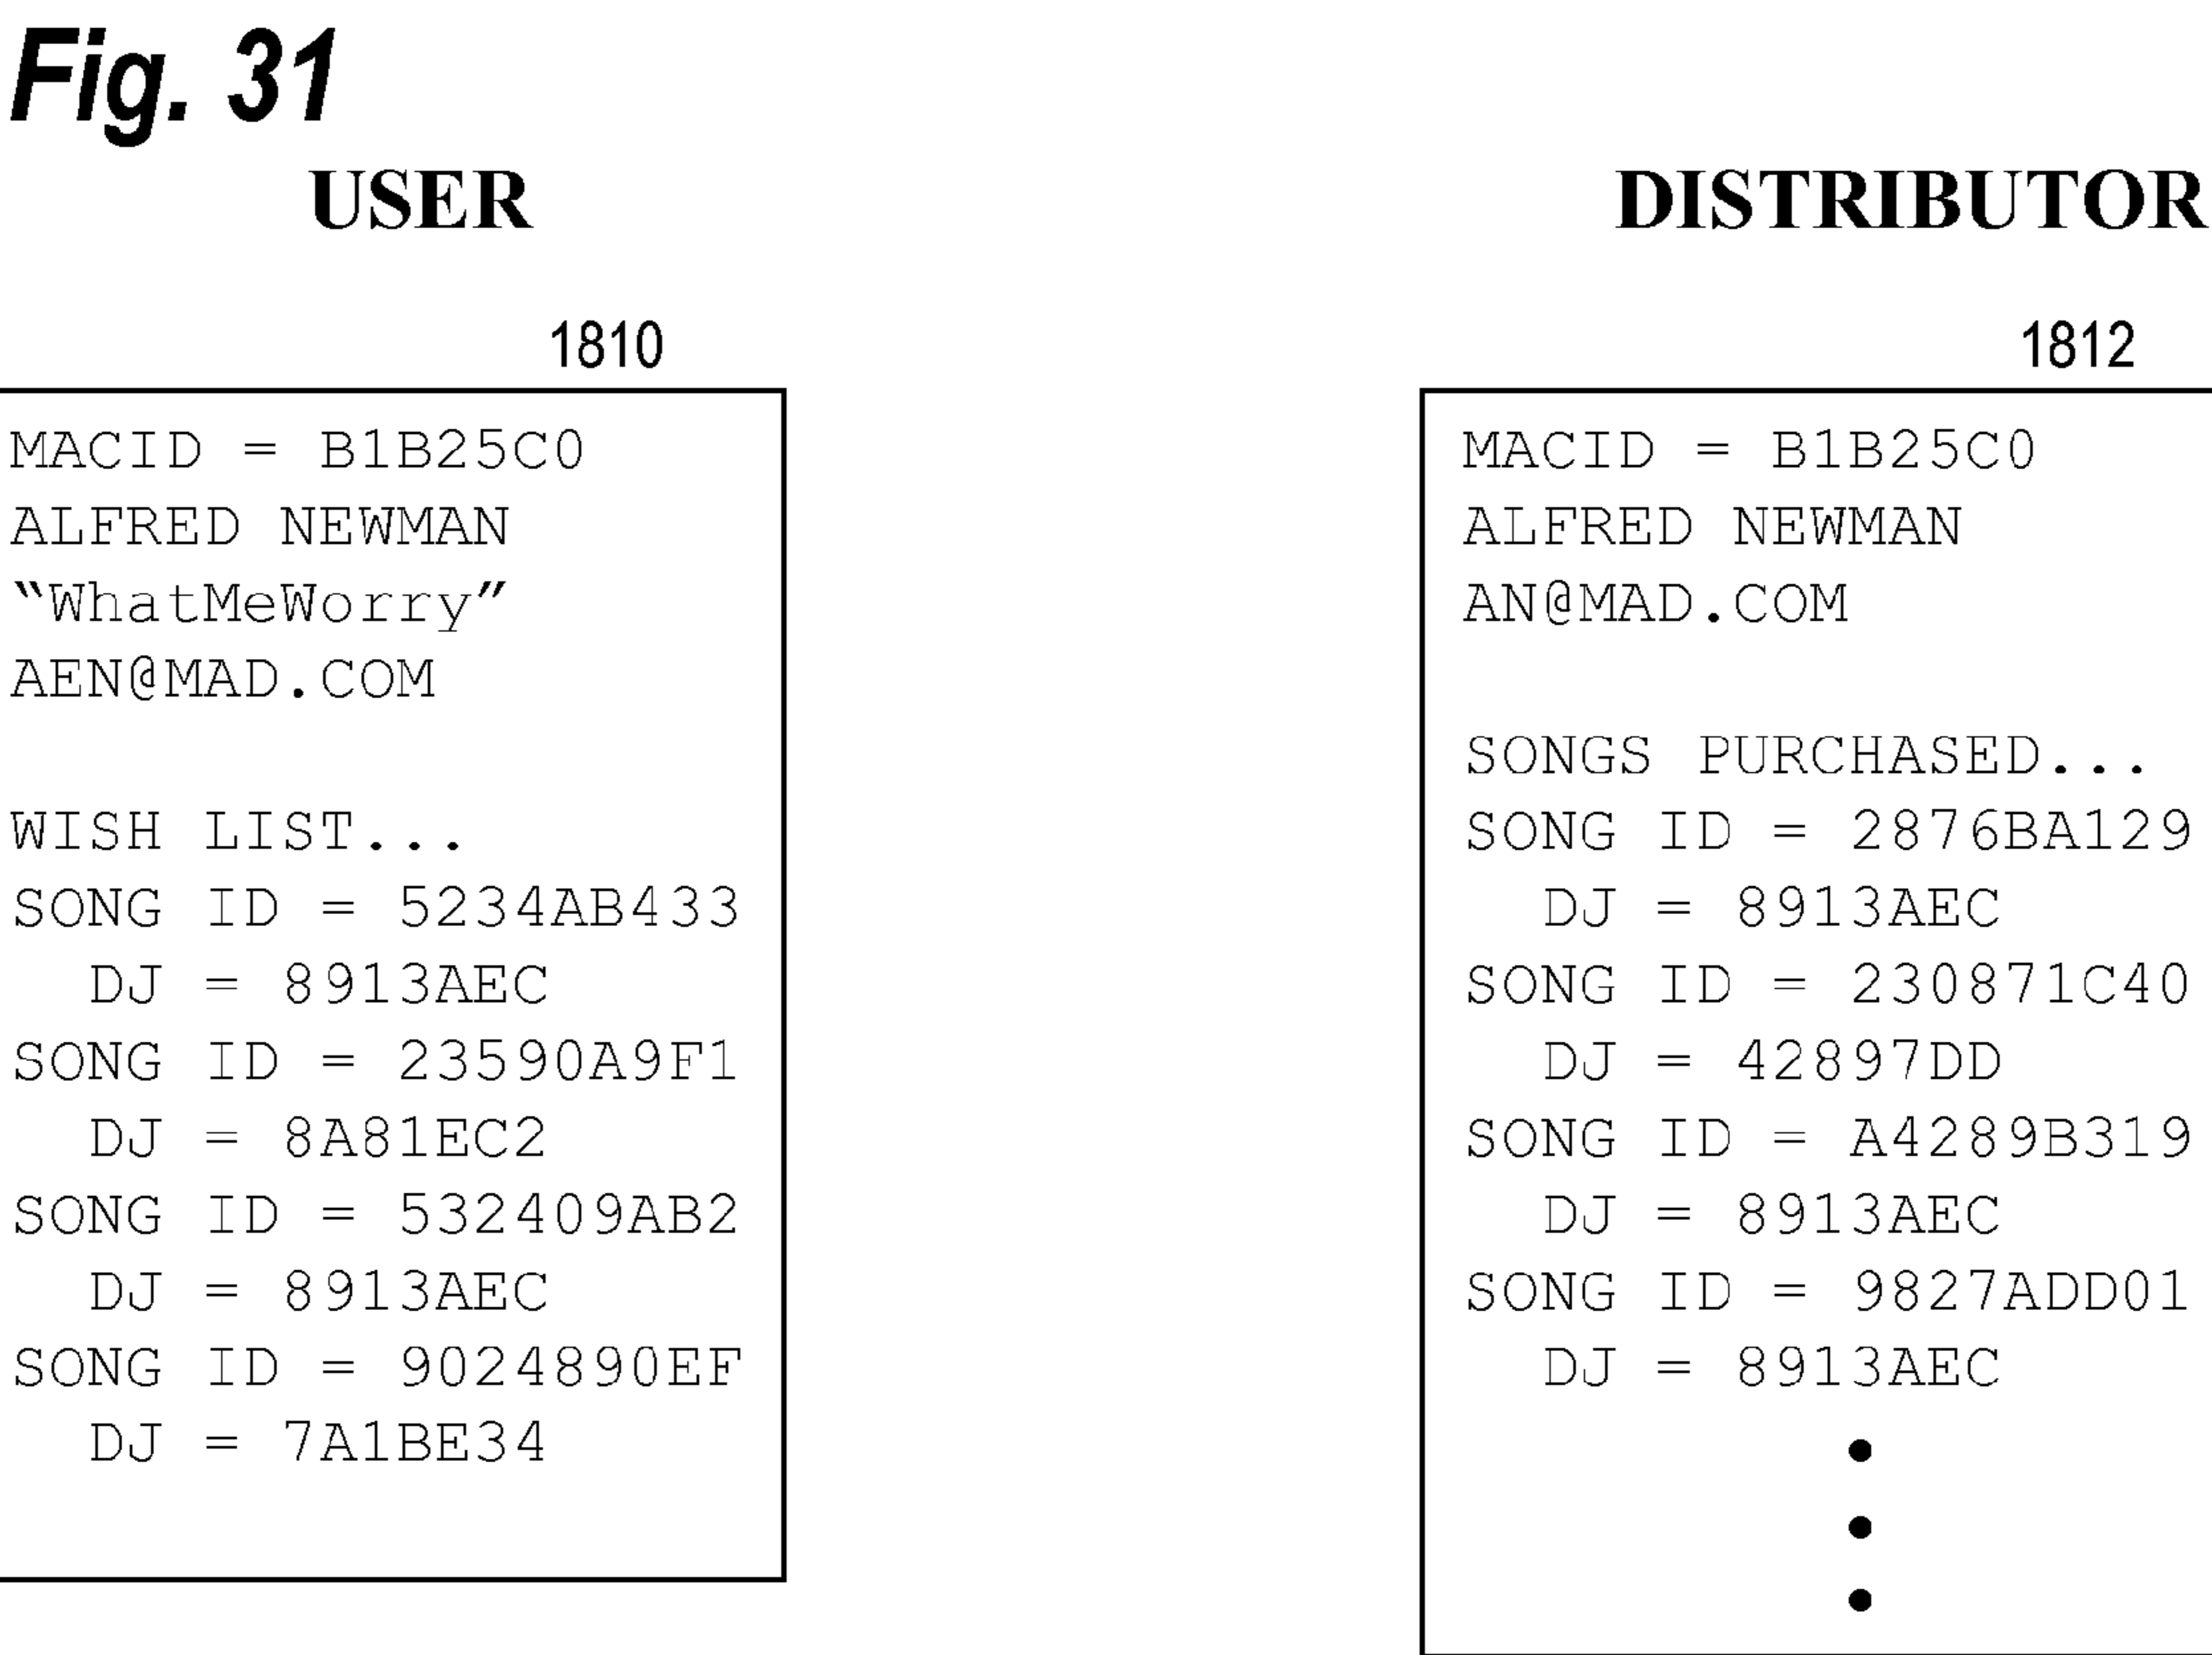 Fig. 31
USER
1810
MACID = B1B25C0
ALFRED NEWMAN
“WhatMeWorry”
AEN@MAD.COM
WISH LIST...
SONG ID = 5234AB433
DJ = 8913AEC
SONG ID = 23590A9F1
DJ = 8A81EC2
SONG ID = 532409AB2
DJ = 8913AEC
SONG ID = 9024890EF
DJ = 7A1BE34
DISTRIBUTOR
1812
MACID = B1B25C0
ALFRED NEWMAN
AN@MAD.COM
SONGS PURCHASED...
SONG ID = 2876BA129
DJ = 8913AEC
SONG ID = 230871C40
DJ = 42897DD
SONG ID = A4289B319
DJ = 8913AEC
SONG ID = 9827ADD01
DJ = 8913AEC